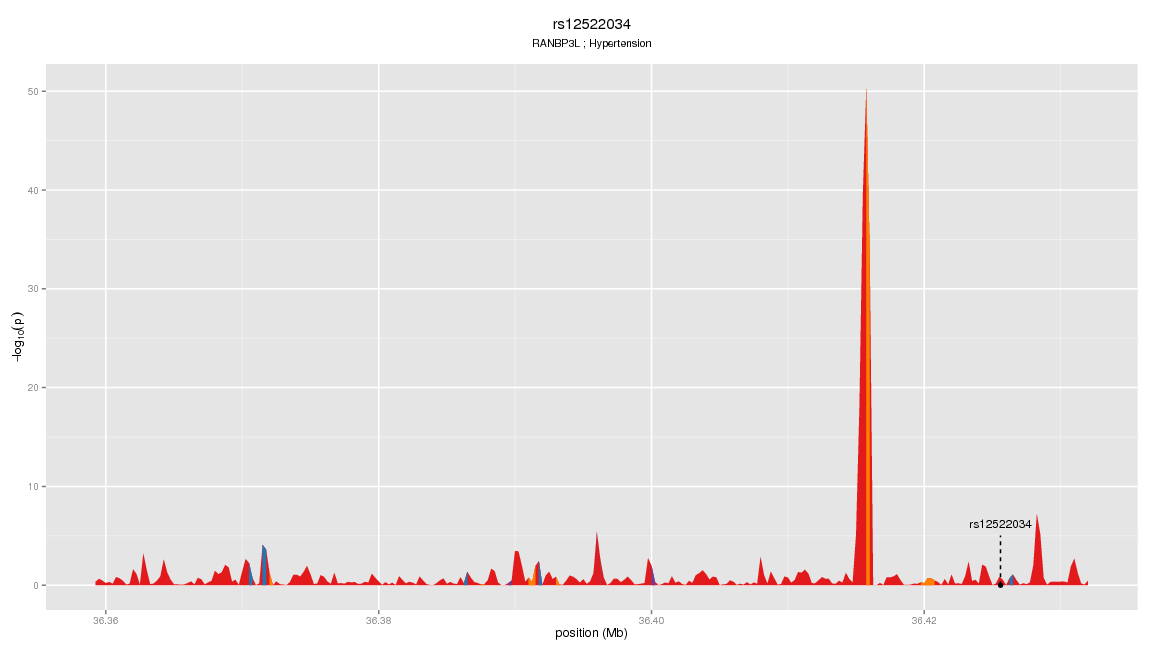 rs12522034
RANBP3L ; Hypertension
50
40
30
20
10
0
−log10(p)
rs12522034
36.36
36.38
36.40
36.42
position (Mb)